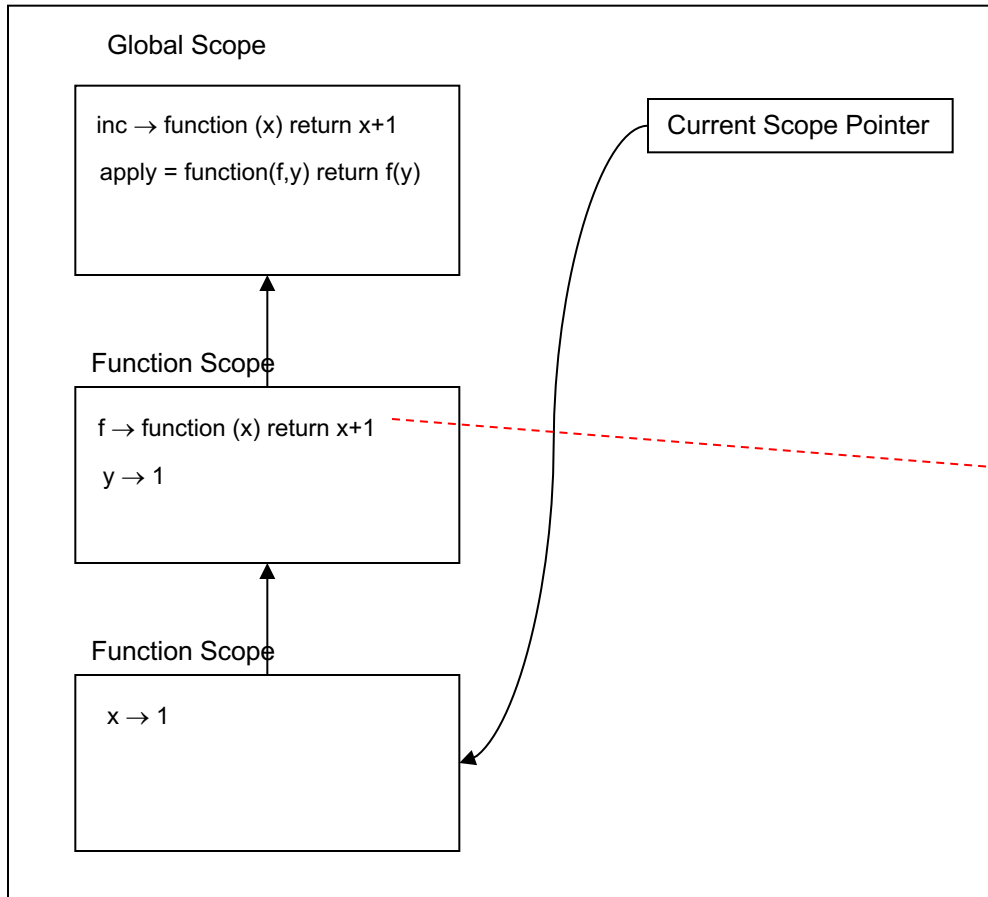 Global Scope
inc → function (x) return x+1
apply = function(f,y) return f(y)
Current Scope Pointer
Function Scope
f → function (x) return x+1
y → 1
Function Scope
x → 1